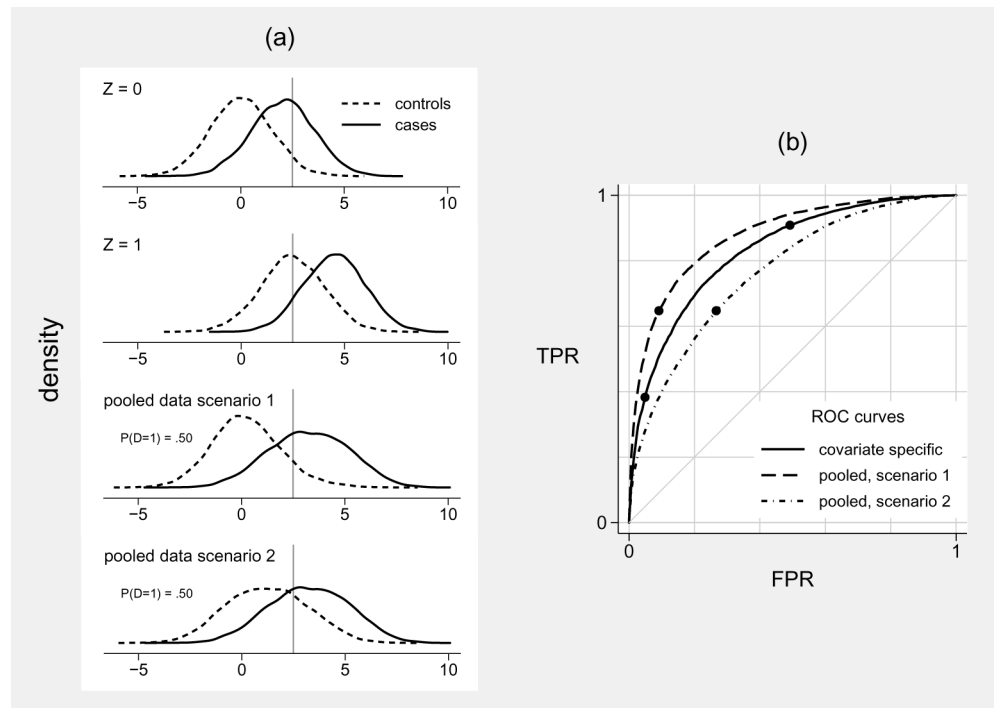 (a)
Z = 0
controls
cases
−5 0 5 10
Z = 1
−5 0 5 10
density
pooled data scenario 1
P(D=1) = .50
−5 0 5 10
pooled data scenario 2
P(D=1) = .50
−5 0 5 10
(b)
1
TPR
ROC curves
covariate specific
pooled, scenario 1
pooled, scenario 2
0
0 1
FPR